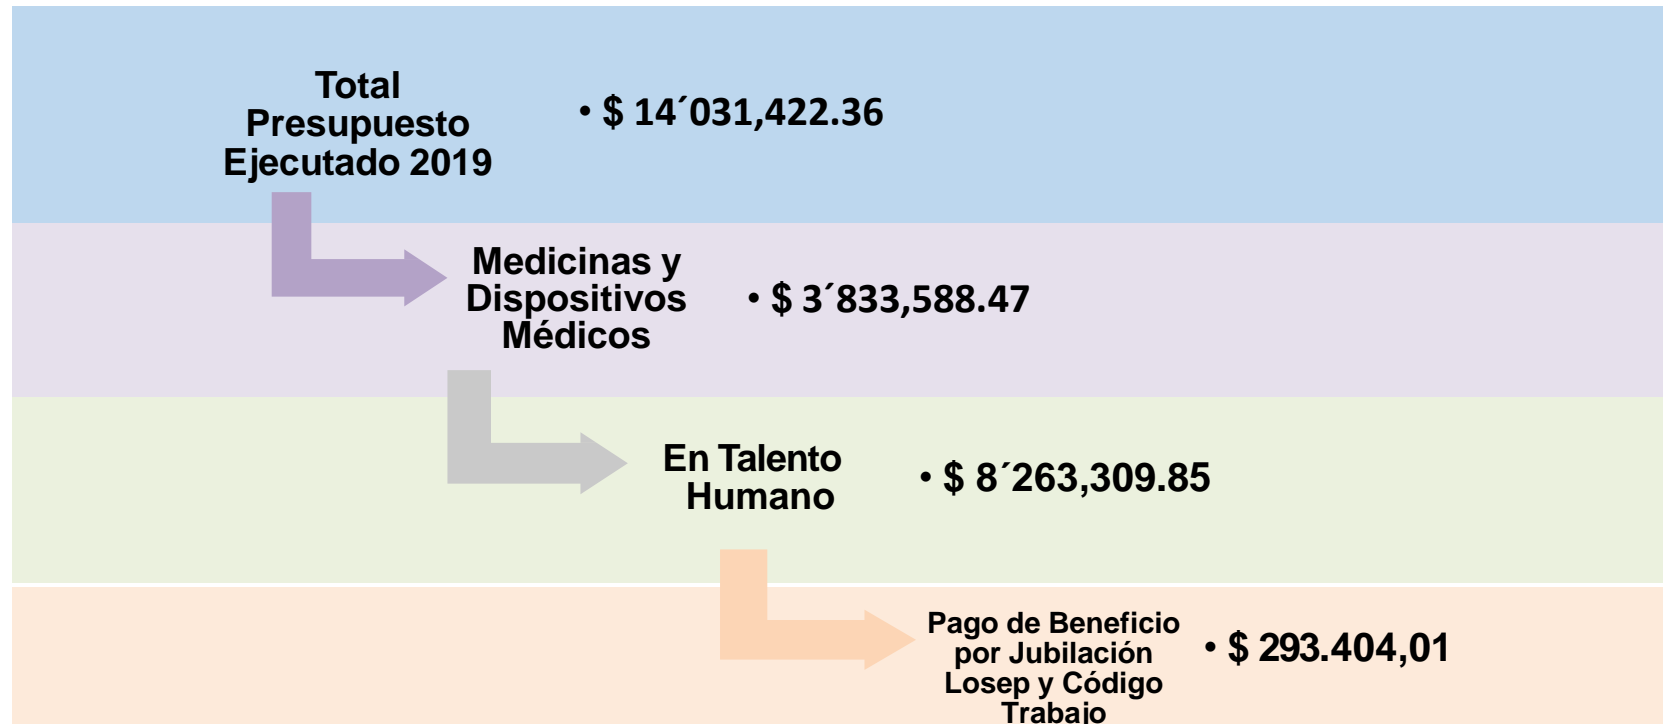 Total
Presupuesto
Ejecutado 2019
• $ 14´031,422.36
Medicinas y
Dispositivos
Médicos
• $ 3´833,588.47
En Talento
Humano
• $ 8´263,309.85
Pago de Beneficio
por Jubilación
Losep y Código
Trabajo
• $ 293.404,01